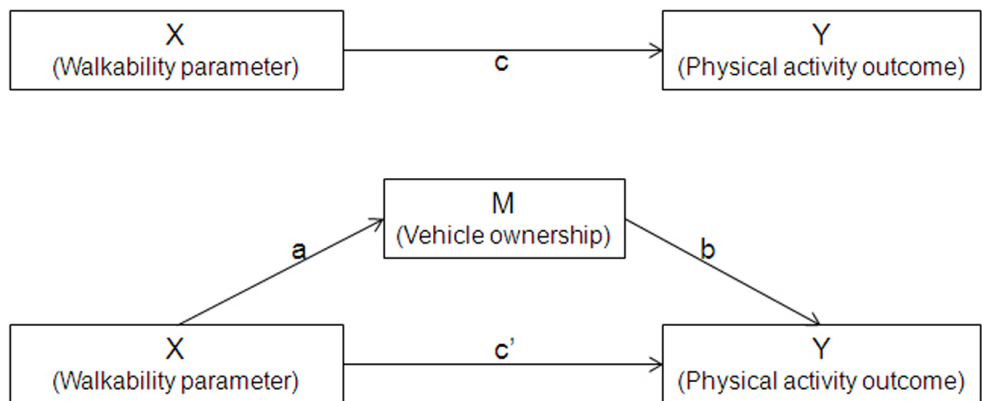 X
(Walkability parameter)
c
Y
(Physical activity outcome)
M
(Vehicle ownership)
a
b
X
(Walkability parameter)
c’
Y
(Physical activity outcome)